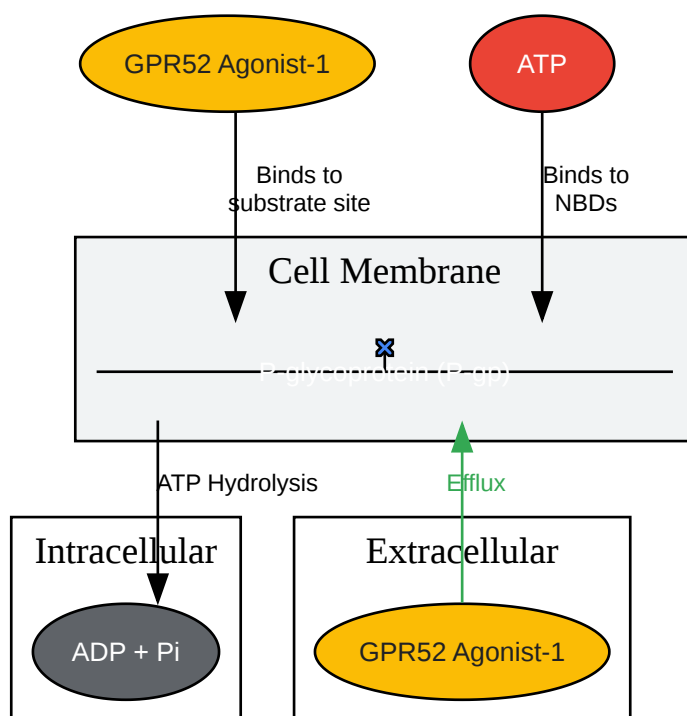 GPR52 Agonist-1
ATP
Binds to
substrate site
Binds to
NBDs
Cell Membrane
P-glycoprotein (P-gp)
ATP Hydrolysis
Efflux
Intracellular
Extracellular
ADP + Pi
GPR52 Agonist-1